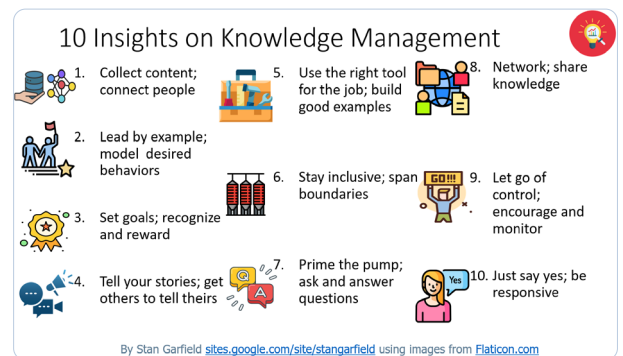 10 Insights on Knowledge Management
1. Collect content;
connect people
2. Lead by example;
model desired
behaviors
3. Set goals; recognize
and reward
4. Tell your stories; get
others to tell theirs
5. Use the right tool
for the job; build
good examples
6. Stay inclusive; span
boundaries
7. Prime the pump;
ask and answer
questions
Q
A
8. Network; share
knowledge
GO!!!
9. Let go of
control;
encourage and
monitor
Yes
10. Just say yes; be
responsive
By Stan Garfield sites.google.com/site/stangarfield using images from Flaticon.com